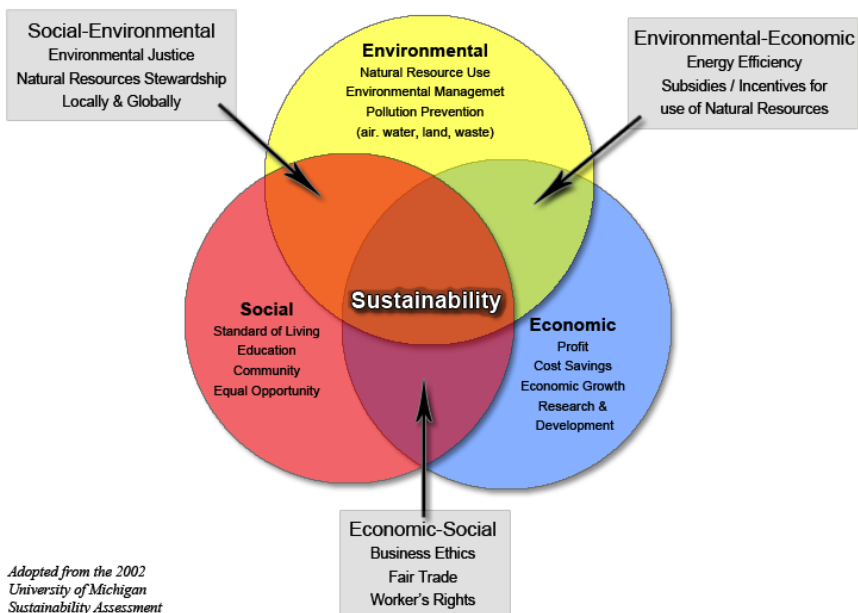 Social-Environmental
Environmental Justice
Natural Resources Stewardship
Locally & Globally
Environmental
Natural Resource Use
Environmental Managemet
Pollution Prevention
(air. water, land, waste)
Environmental-Economic
Energy Efficiency
Subsidies / Incentives for
use of Natural Resources
Sustainability
Social
Standard of Living
Education
Community
Equal Opportunity
Economic
Profit
Cost Savings
Economic Growth
Research &
Development
Economic-Social
Business Ethics
Fair Trade
Worker's Rights
Adopted from the 2002
University of Michigan
Sustainability Assessment